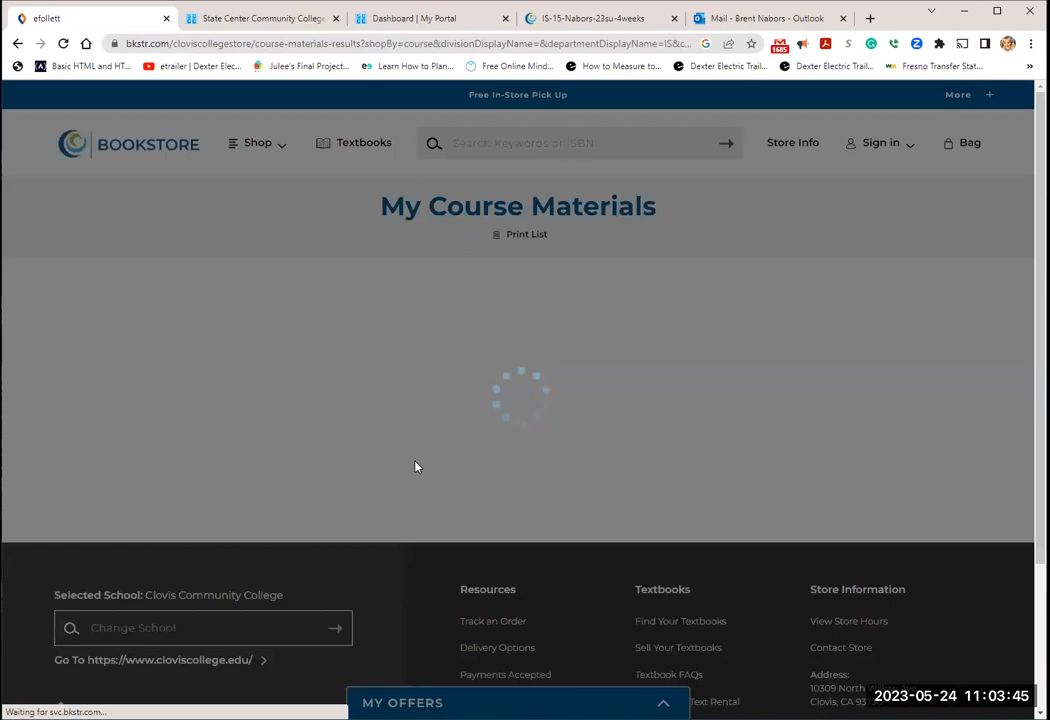 efollett
State Center Community College
Dashboard | My Portal
IS-15-Nabors-23su-4weeks
Mail - Brent Nabors - Outlook
bkstr.com/cloviscollegestore/course-materials-results?shopBy=course&divisionDisplayName=&departmentDisplayName=IS&c...
1685
Basic HTML and HT...
etrailer | Dexter Elec...
Julee's Final Project...
Learn How to Plan...
Free Online Mind...
How to Measure to...
Dexter Electric Trail...
Dexter Electric Trail...
Fresno Transfer Stat...
Free In-Store Pick Up
More +
BOOKSTORE
Shop
Textbooks
Search: Keywords or ISBN
Store Info
Sign in
Bag
My Course Materials
Print List
Selected School: Clovis Community College
Change School
Go To https://www.cloviscollege.edu/
Resources
Track an Order
Delivery Options
Payments Accepted
Textbooks
Find Your Textbooks
Sell Your Textbooks
Textbook FAQs
Text Rental
Store Information
View Store Hours
Contact Store
Address:
10309 North
Clovis, CA
MY OFFERS
2023-05-24 11:03:45
Waiting for svc.bkstr.com...